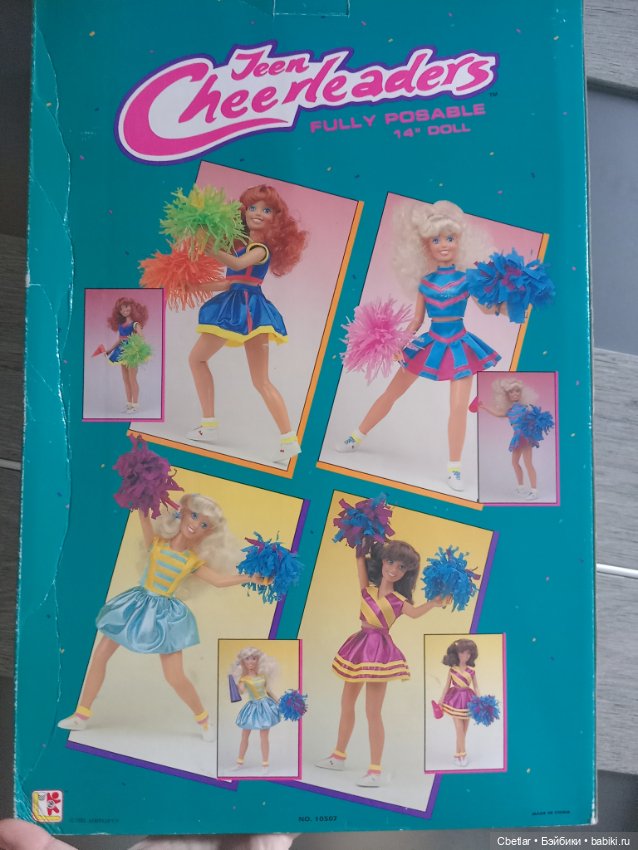 Teen
Cheerleaders
FULLY POSABLE
14" DOLL
NO. 10507
Cbetlar • Бэйбики • babiki.ru